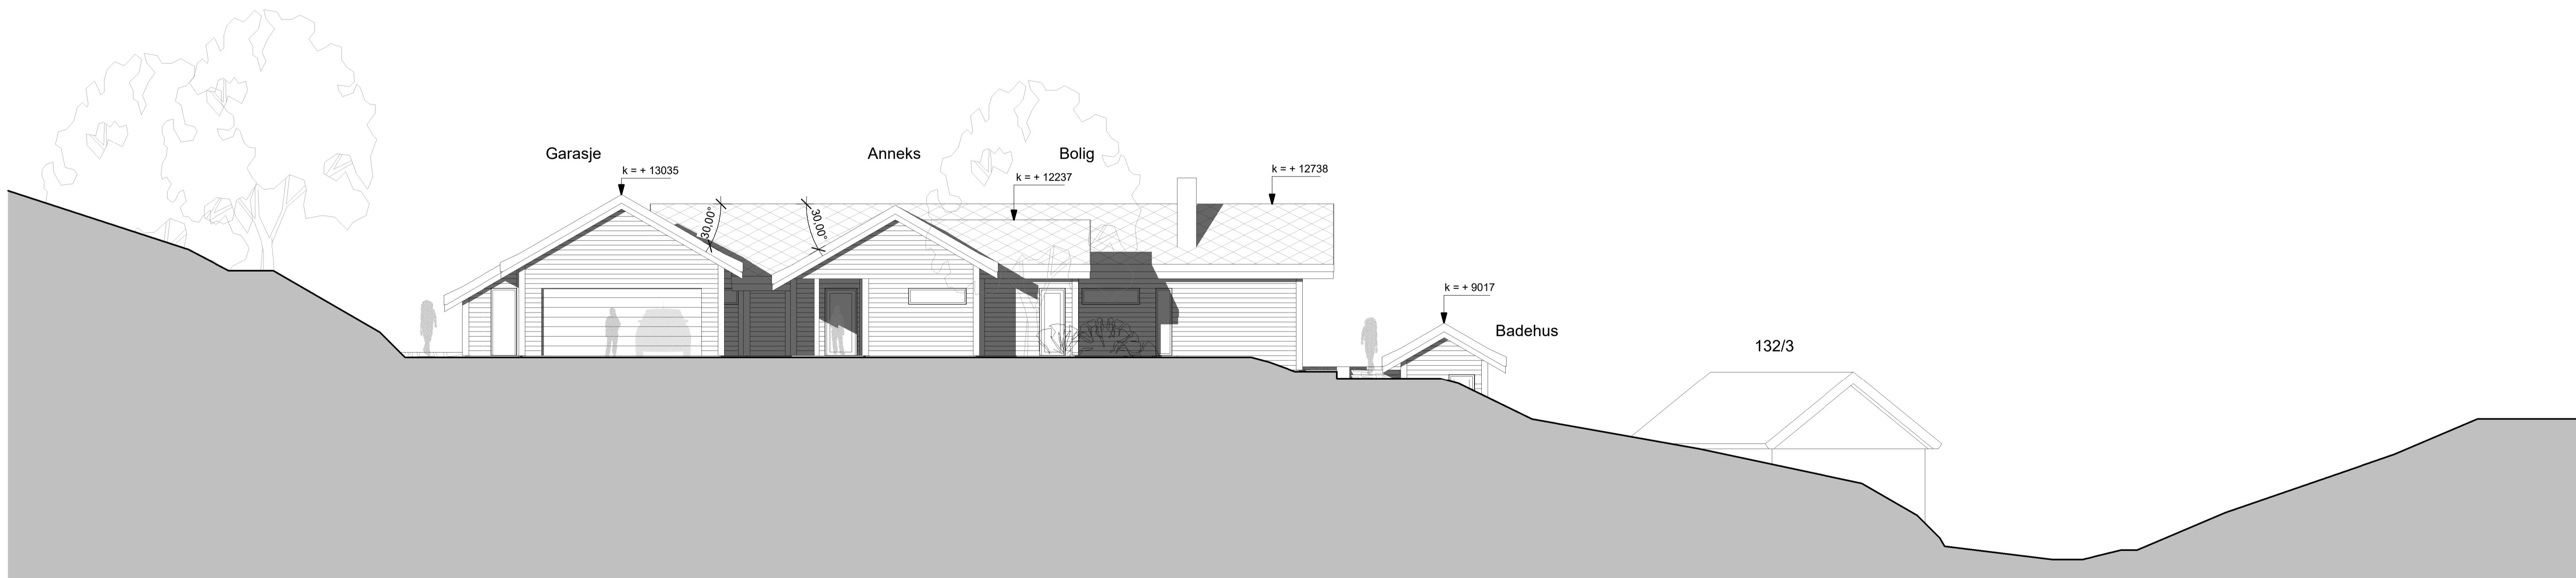 Garasje
Anneks
Bolig
k = + 13035
k = + 12237
k = + 12738
30,00°
30,00°
k = + 9017
Badehus
132/3